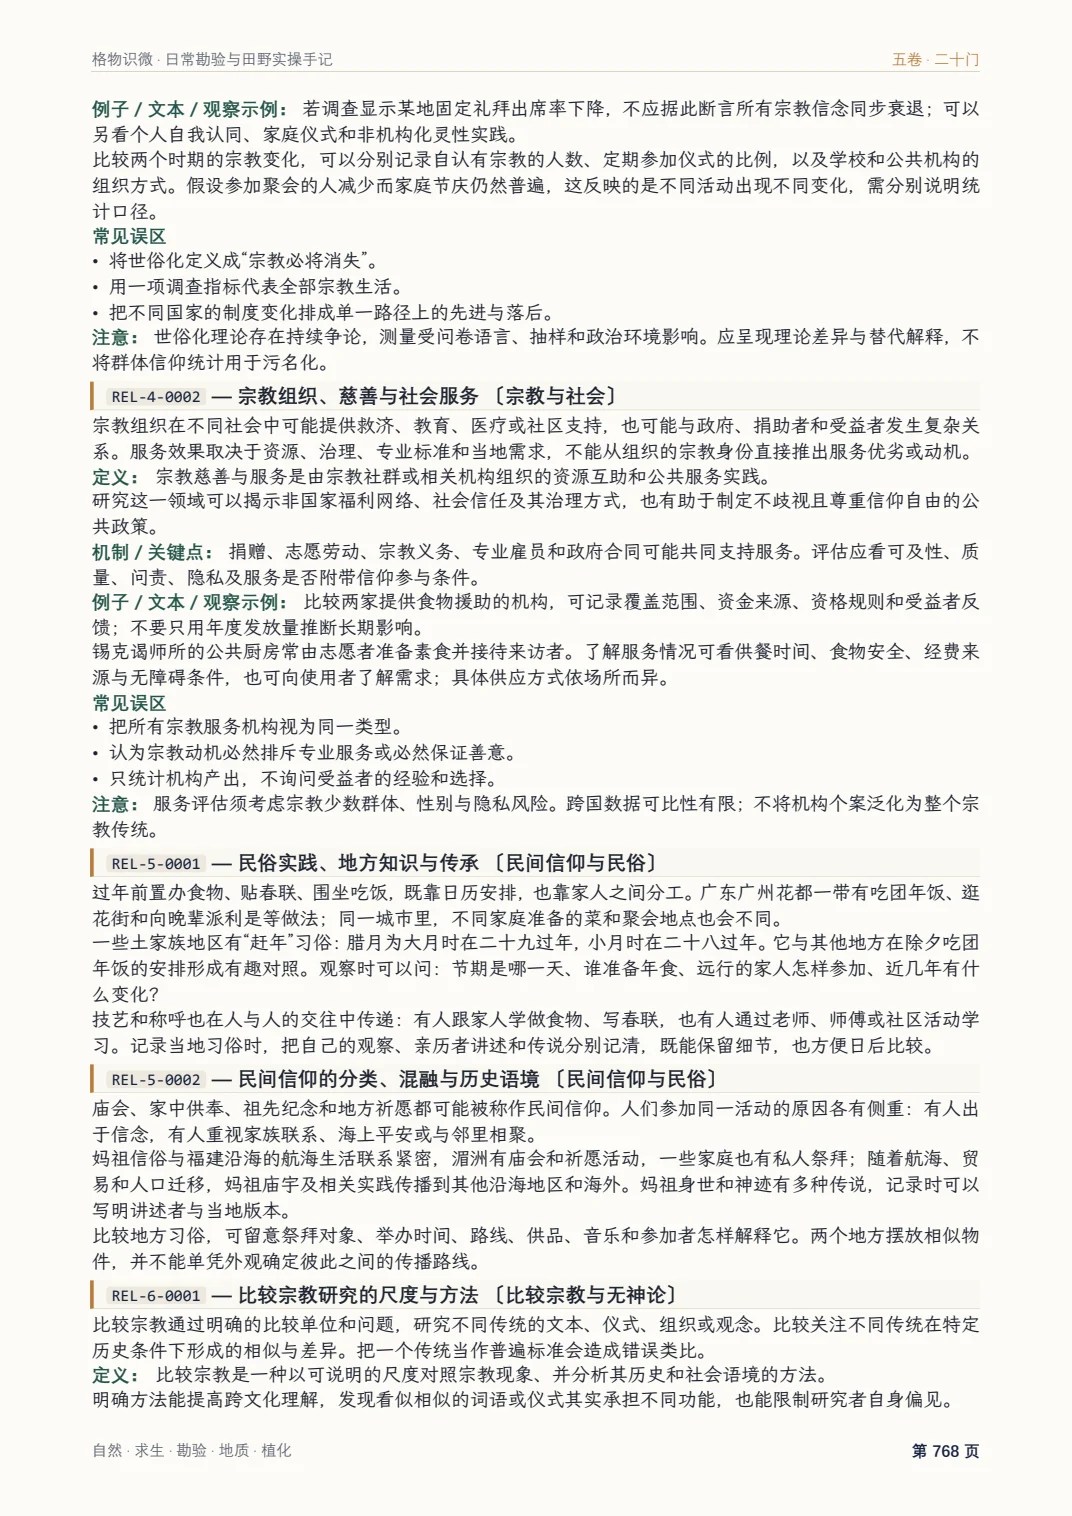 格物识微 · 日常勘验与田野实操手记
五卷 · 二十门
例子 / 文本 / 观察示例： 若调查显示某地固定礼拜出席率下降，不应据此断言所有宗教信念同步衰退；可以
另看个人自我认同、家庭仪式和非机构化灵性实践。
比较两个时期的宗教变化，可以分别记录自认有宗教的人数、定期参加仪式的比例，以及学校和公共机构的
组织方式。假设参加聚会的人减少而家庭节庆仍然普遍，这反映的是不同活动出现不同变化，需分别说明统
计口径。
常见误区
• 将世俗化定义成“宗教必将消失”。
• 用一项调查指标代表全部宗教生活。
• 把不同国家的制度变化排成单一路径上的先进与落后。
注意： 世俗化理论存在持续争论，测量受问卷语言、抽样和政治环境影响。应呈现理论差异与替代解释，不
将群体信仰统计用于污名化。
REL-4-0002 — 宗教组织、慈善与社会服务 〔宗教与社会〕
宗教组织在不同社会中可能提供救济、教育、医疗或社区支持，也可能与政府、捐助者和受益者发生复杂关
系。服务效果取决于资源、治理、专业标准和当地需求，不能从组织的宗教身份直接推出服务优劣或动机。
定义： 宗教慈善与服务是由宗教社群或相关机构组织的资源互助和公共服务实践。
研究这一领域可以揭示非国家福利网络、社会信任及其治理方式，也有助于制定不歧视且尊重信仰自由的公
共政策。
机制 / 关键点： 捐赠、志愿劳动、宗教义务、专业雇员和政府合同可能共同支持服务。评估应看可及性、质
量、问责、隐私及服务是否附带信仰参与条件。
例子 / 文本 / 观察示例： 比较两家提供食物援助的机构，可记录覆盖范围、资金来源、资格规则和受益者反
馈；不要只用年度发放量推断长期影响。
锡克谒师所的公共厨房常由志愿者准备素食并接待来访者。了解服务情况可看供餐时间、食物安全、经费来
源与无障碍条件，也可向使用者了解需求；具体供应方式依场所而异。
常见误区
• 把所有宗教服务机构视为同一类型。
• 认为宗教动机必然排斥专业服务或必然保证善意。
• 只统计机构产出，不询问受益者的经验和选择。
注意： 服务评估须考虑宗教少数群体、性别与隐私风险。跨国数据可比性有限；不将机构个案泛化为整个宗
教传统。
REL-5-0001 — 民俗实践、地方知识与传承 〔民间信仰与民俗〕
过年前置办食物、贴春联、围坐吃饭，既靠日历安排，也靠家人之间分工。广东广州花都一带有吃团年饭、逛
花街和向晚辈派利是等做法；同一城市里，不同家庭准备的菜和聚会地点也会不同。
一些土家族地区有“赶年”习俗：腊月为大月时在二十九过年，小月时在二十八过年。它与其他地方在除夕吃团
年饭的安排形成有趣对照。观察时可以问：节期是哪一天、谁准备年食、远行的家人怎样参加、近几年有什
么变化？
技艺和称呼也在人与人的交往中传递：有人跟家人学做食物、写春联，也有人通过老师、师傅或社区活动学
习。记录当地习俗时，把自己的观察、亲历者讲述和传说分别记清，既能保留细节，也方便日后比较。
REL-5-0002 — 民间信仰的分类、混融与历史语境 〔民间信仰与民俗〕
庙会、家中供奉、祖先纪念和地方祈愿都可能被称作民间信仰。人们参加同一活动的原因各有侧重：有人出
于信念，有人重视家族联系、海上平安或与邻里相聚。
妈祖信俗与福建沿海的航海生活联系紧密，湄洲有庙会和祈愿活动，一些家庭也有私人祭拜；随着航海、贸
易和人口迁移，妈祖庙宇及相关实践传播到其他沿海地区和海外。妈祖身世和神迹有多种传说，记录时可以
写明讲述者与当地版本。
比较地方习俗，可留意祭拜对象、举办时间、路线、供品、音乐和参加者怎样解释它。两个地方摆放相似物
件，并不能单凭外观确定彼此之间的传播路线。
REL-6-0001 — 比较宗教研究的尺度与方法 〔比较宗教与无神论〕
比较宗教通过明确的比较单位和问题，研究不同传统的文本、仪式、组织或观念。比较关注不同传统在特定
历史条件下形成的相似与差异。把一个传统当作普遍标准会造成错误类比。
定义： 比较宗教是一种以可说明的尺度对照宗教现象、并分析其历史和社会语境的方法。
明确方法能提高跨文化理解，发现看似相似的词语或仪式其实承担不同功能，也能限制研究者自身偏见。
自然 · 求生 · 勘验 · 地质 · 植化
第 768 页